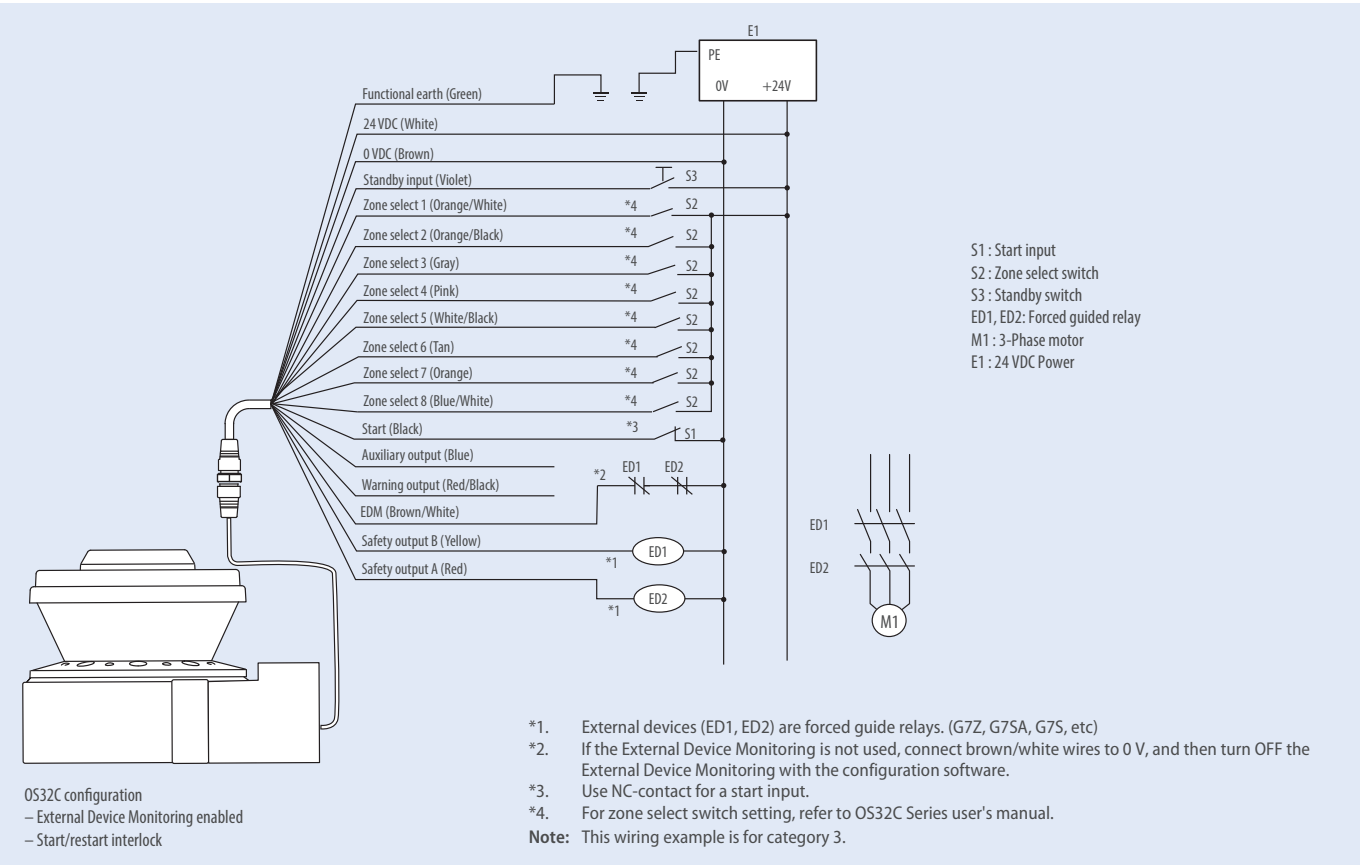 E1
PE
0V +24V
Functional earth (Green)
24 VDC (White)
0 VDC (Brown)
Standby input (Violet) S3
Zone select 1 (Orange/White) *4 S2
Zone select 2 (Orange/Black) *4 S2
Zone select 3 (Gray) *4 S2
Zone select 4 (Pink) *4 S2
Zone select 5 (White/Black) *4 S2
Zone select 6 (Tan) *4 S2
Zone select 7 (Orange) *4 S2
Zone select 8 (Blue/White) *4 S2
Start (Black) *3 S1
Auxiliary output (Blue)
Warning output (Red/Black) *2 ED1 ED2
EDM (Brown/White)
Safety output B (Yellow) *1 ED1
Safety output A (Red) *1 ED2
S1 : Start input
S2 : Zone select switch
S3 : Standby switch
ED1, ED2: Forced guided relay
M1 : 3-Phase motor
E1 : 24 VDC Power
ED1
ED2
M1
OS32C configuration
– External Device Monitoring enabled
– Start/restart interlock
*1. External devices (ED1, ED2) are forced guide relays. (G7Z, G7SA, G7S, etc)
*2. If the External Device Monitoring is not used, connect brown/white wires to 0 V, and then turn OFF the
External Device Monitoring with the configuration software.
*3. Use NC-contact for a start input.
*4. For zone select switch setting, refer to OS32C Series user's manual.
Note: This wiring example is for category 3.